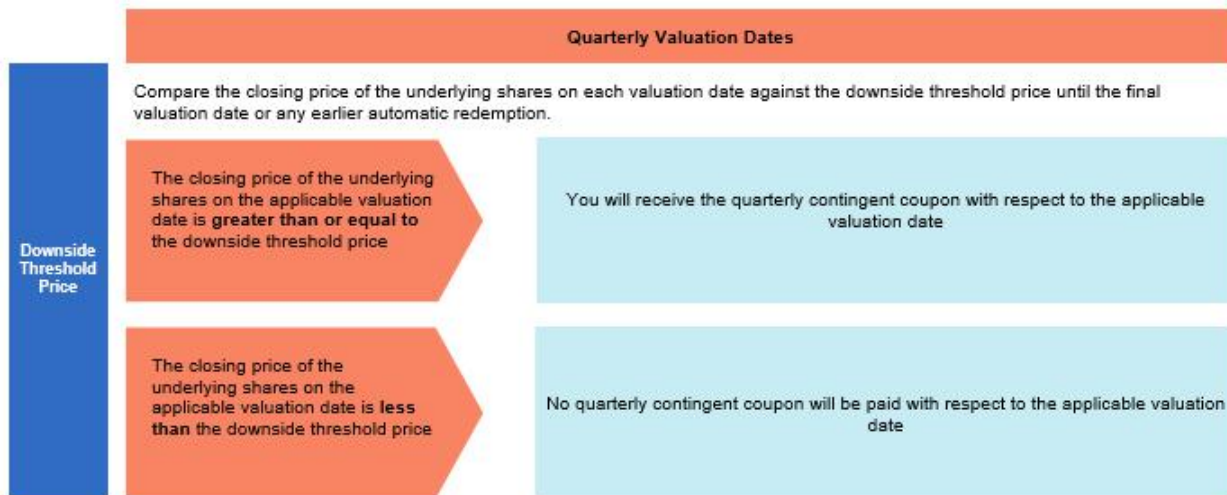 Quarterly Valuation Dates
Compare the closing price of the underlying shares on each valuation date against the downside threshold price until the final
valuation date or any earlier automatic redemption.
Downside
Threshold
Price
The closing price of the underlying
shares on the applicable valuation
date is greater than or equal to
the downside threshold price
You will receive the quarterly contingent coupon with respect to the applicable
valuation date
The closing price of the
underlying shares on the
applicable valuation date is less
than the downside threshold price
No quarterly contingent coupon will be paid with respect to the applicable valuation
date